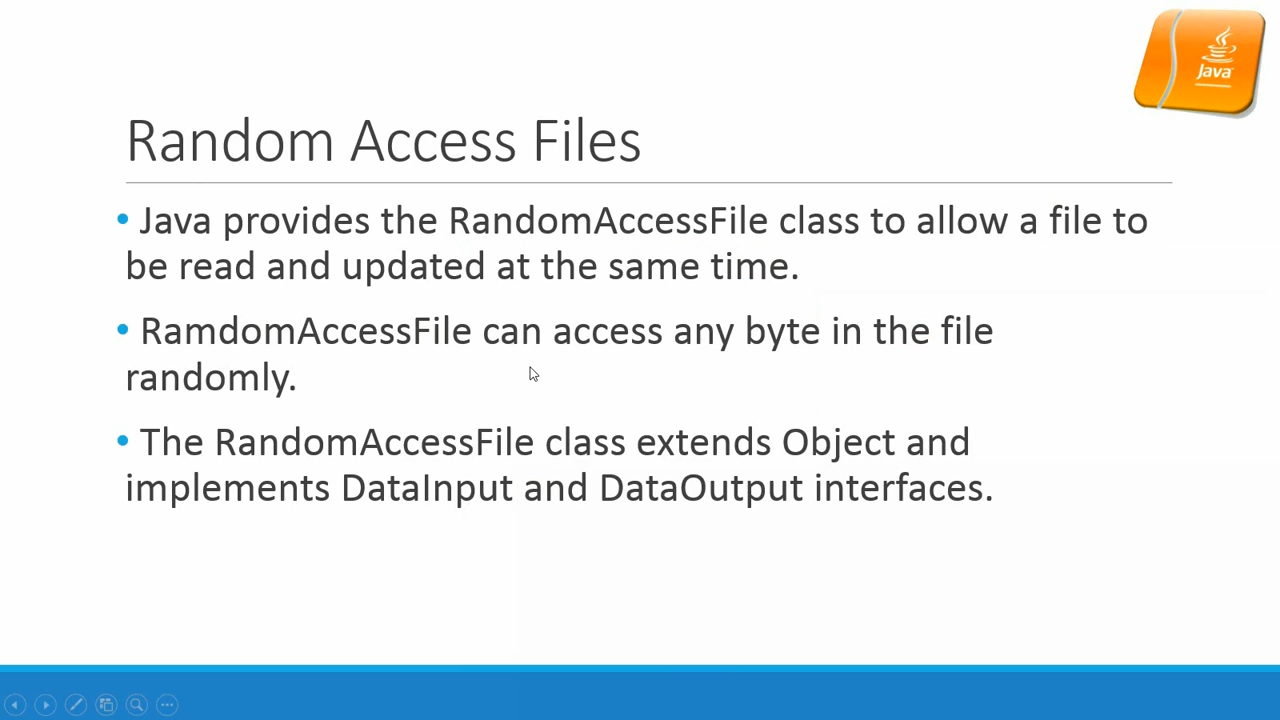 Java
Random Access Files
• Java provides the RandomAccessFile class to allow a file to
be read and updated at the same time.
• RamdomAccessFile can access any byte in the file
randomly.
• The RandomAccessFile class extends Object and
implements DataInput and DataOutput interfaces.